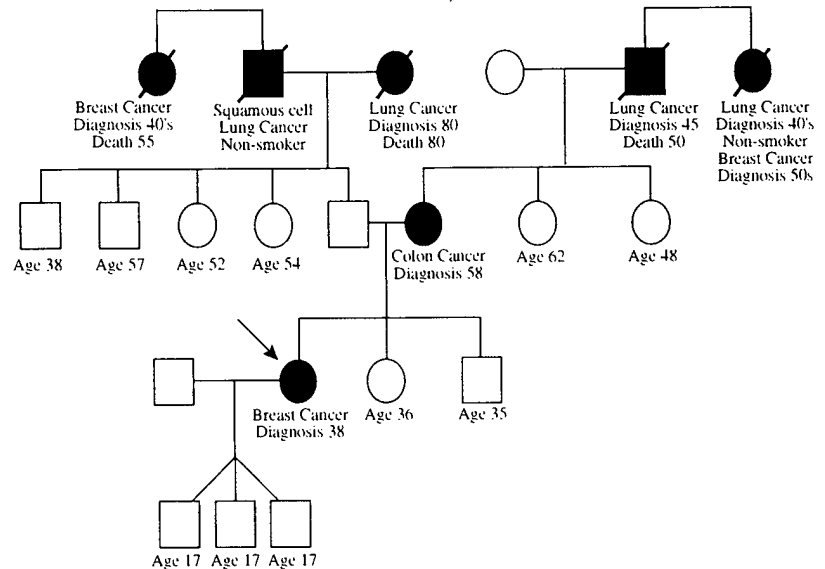 Breast Cancer
Diagnosis 40's
Death 55
Squamous cell
Lung Cancer
Non-smoker
Lung Cancer
Diagnosis 80
Death 80
Lung Cancer
Diagnosis 45
Death 50
Lung Cancer
Diagnosis 40's
Non-smoker
Breast Cancer
Diagnosis 50s
Age 38
Age 57
Age 52
Age 54
Colon Cancer
Diagnosis 58
Age 62
Age 48
Breast Cancer
Diagnosis 38
Age 36
Age 35
Age 17
Age 17
Age 17